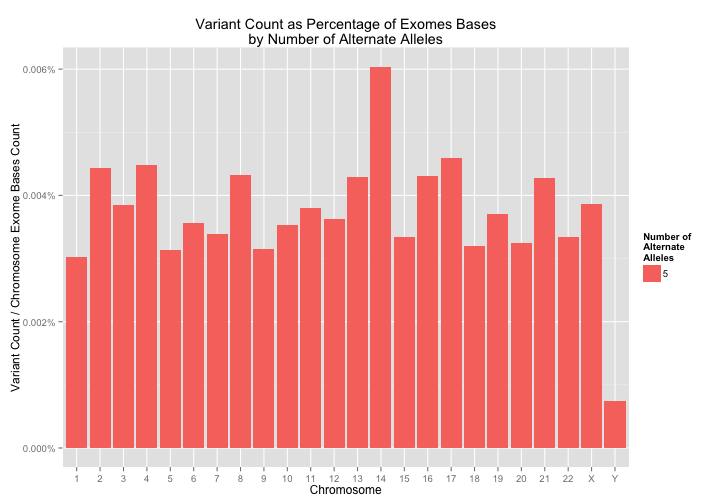 Variant Count as Percentage of Exomes Bases
by Number of Alternate Alleles
Variant Count / Chromosome Exome Bases Count
0.006%
0.004%
0.002%
0.000%
1 2 3 4 5 6 7 8 9 10 11 12 13 14 15 16 17 18 19 20 21 22 X Y
Chromosome
Number of
Alternate
Alleles
5